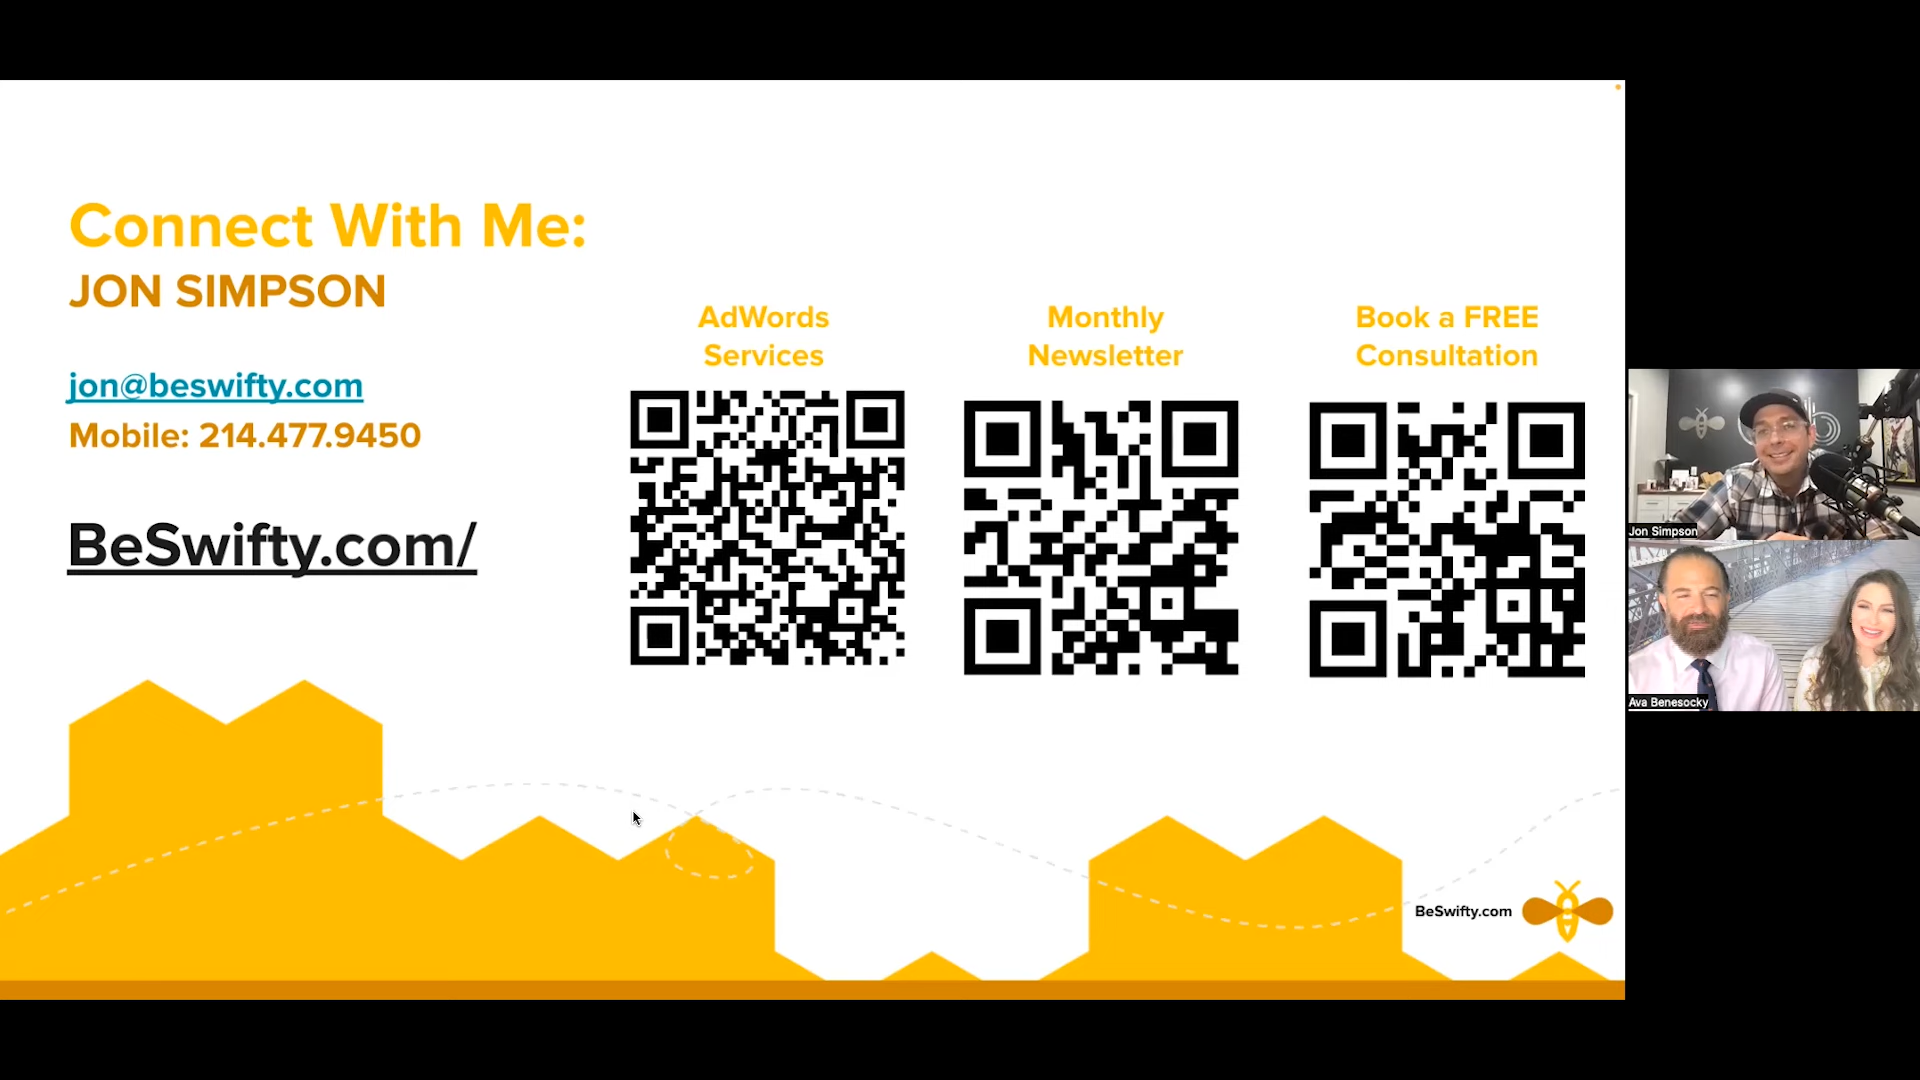 Connect With Me:
JON SIMPSON
jon@beswifty.com
Mobile: 214.477.9450
BeSwifty.com/
AdWords
Services
Monthly
Newsletter
Book a FREE
Consultation
BeSwifty.com
Jon Simpson
Ava Benesocky